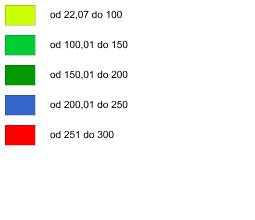 od 22,07 do 100
od 100,01 do 150
od 150,01 do 200
od 200,01 do 250
od 251 do 300